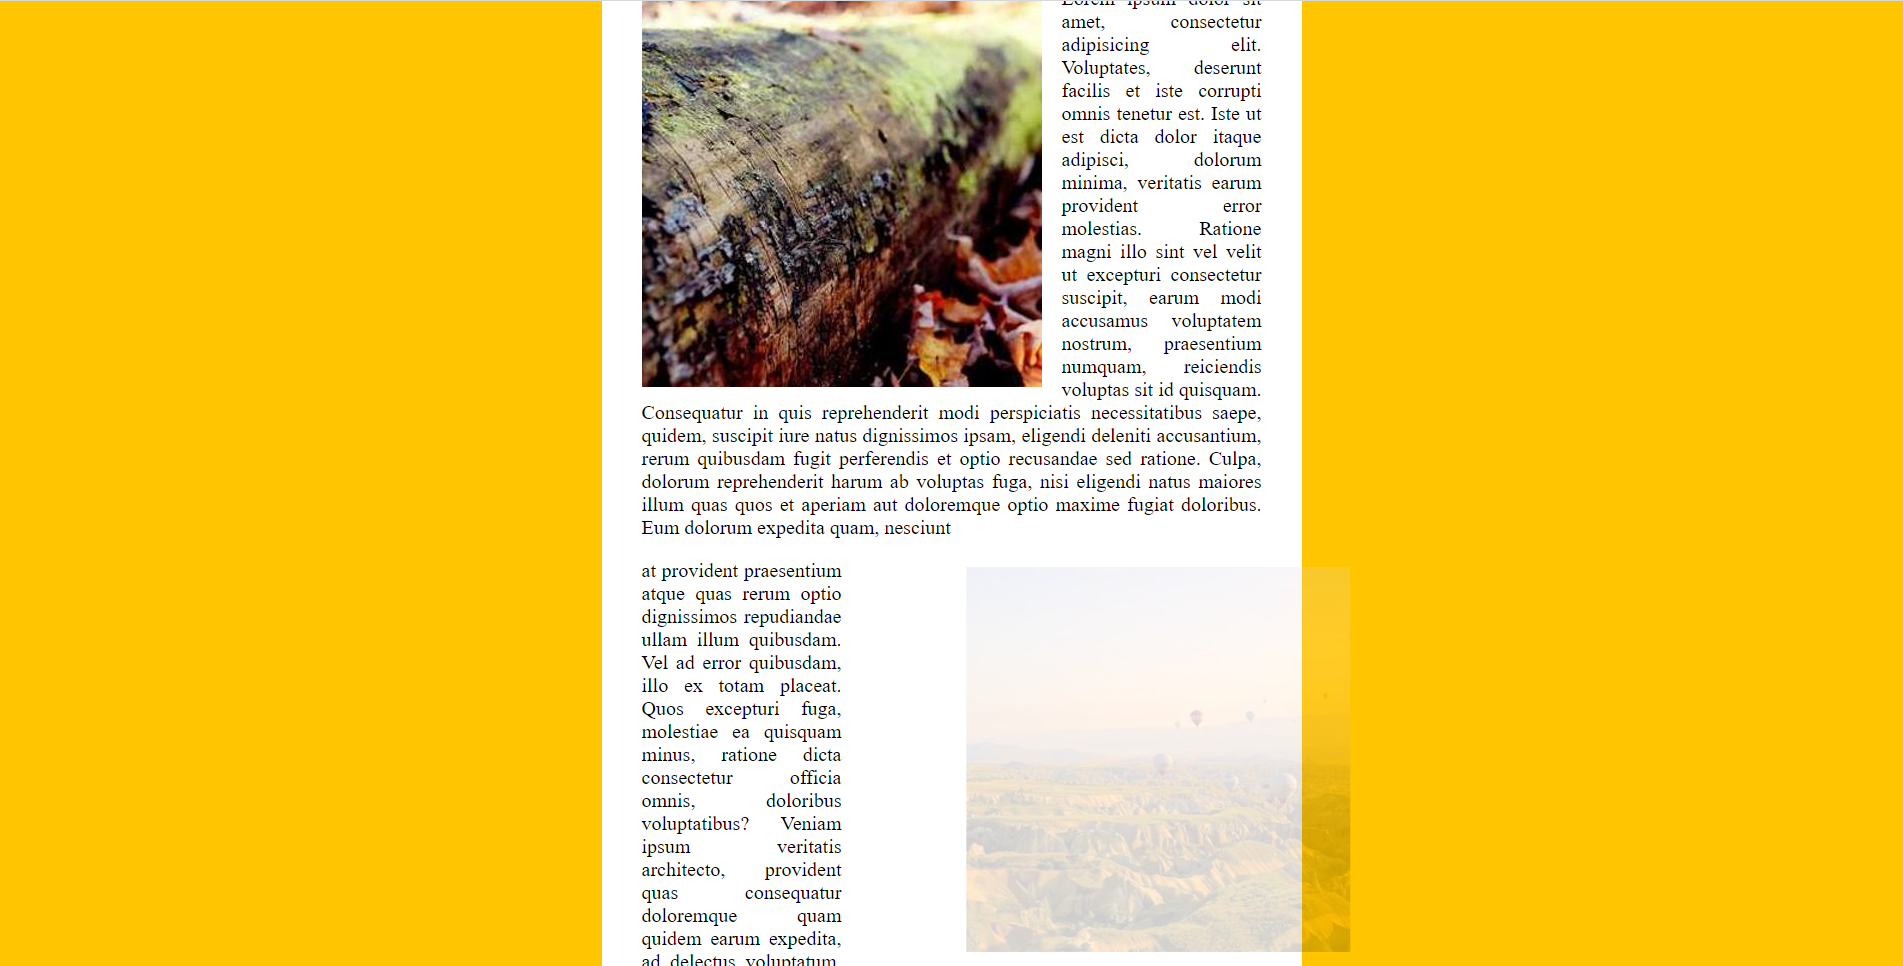 Lorem ipsum dolor sit
amet, consectetur
adipisicing elit.
Voluptates, deserunt
facilis et iste corrupti
omnis tenetur est. Iste ut
est dicta dolor itaque
adipisci, dolorum
minima, veritatis earum
provident error
molestias. Ratione
magni illo sint vel velit
ut excepturi consectetur
suscipit, earum modi
accusamus voluptatem
nostrum, praesentium
numquam, reiciendis
voluptas sit id quisquam.
Consequatur in quis reprehenderit modi perspiciatis necessitatibus saepe,
quidem, suscipit iure natus dignissimos ipsam, eligendi deleniti accusantium,
rerum quibusdam fugit perferendis et optio recusandae sed ratione. Culpa,
dolorum reprehenderit harum ab voluptas fuga, nisi eligendi natus maiores
illum quas quos et aperiam aut doloremque optio maxime fugiat doloribus.
Eum dolorum expedita quam, nesciunt
at provident praesentium
atque quas rerum optio
dignissimos repudiandae
ullam illum quibusdam.
Vel ad error quibusdam,
illo ex totam placeat.
Quos excepturi fuga,
molestiae ea quisquam
minus, ratione dicta
consectetur officia
omnis, doloribus
voluptatibus? Veniam
ipsum veritatis
architecto, provident
quas consequatur
doloremque quam
quidem earum expedita,
ad delectus voluptatum,